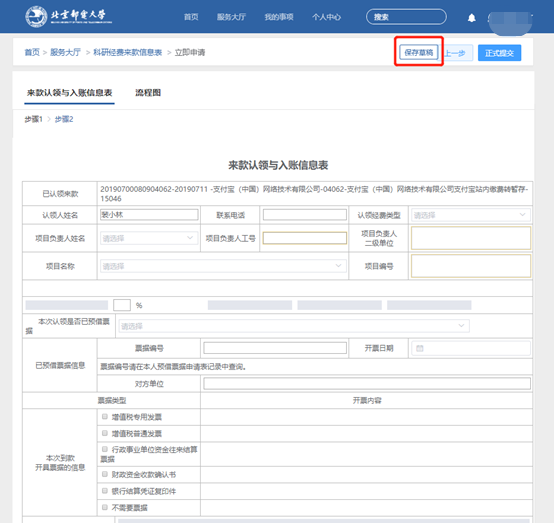 北京邮电大学
首页 服务大厅 我的事项 个人中心 搜索
首页 > 服务大厅 > 科研经费来款信息表 > 立即申请 保存草稿 上一步 正式提交
来款认领与入账信息表 流程图
步骤1 > 步骤2
来款认领与入账信息表
已认领来款 20190700080904062-20190711 -支付宝（中国）网络技术有限公司-04062-支付宝（中国）网络技术有限公司支付宝站内缴费转暂存-
15046
认领人姓名 裴小林 联系电话 认领经费类型 请选择
项目负责人姓名 请选择 项目负责人工号 项目负责人
二级单位
项目名称 请选择 项目编号
%
本次认领是否已预借票
据 请选择
已预借票据信息 票据编号 开票日期
票据编号请在本人预借票据申请表记录中查询。
对方单位
票据类型 开票内容
本次到款
开具票据的信息
增值税专用发票
增值税普通发票
行政事业单位资金往来结算
票据
财政资金收款确认书
银行结算凭证复印件
不需要票据